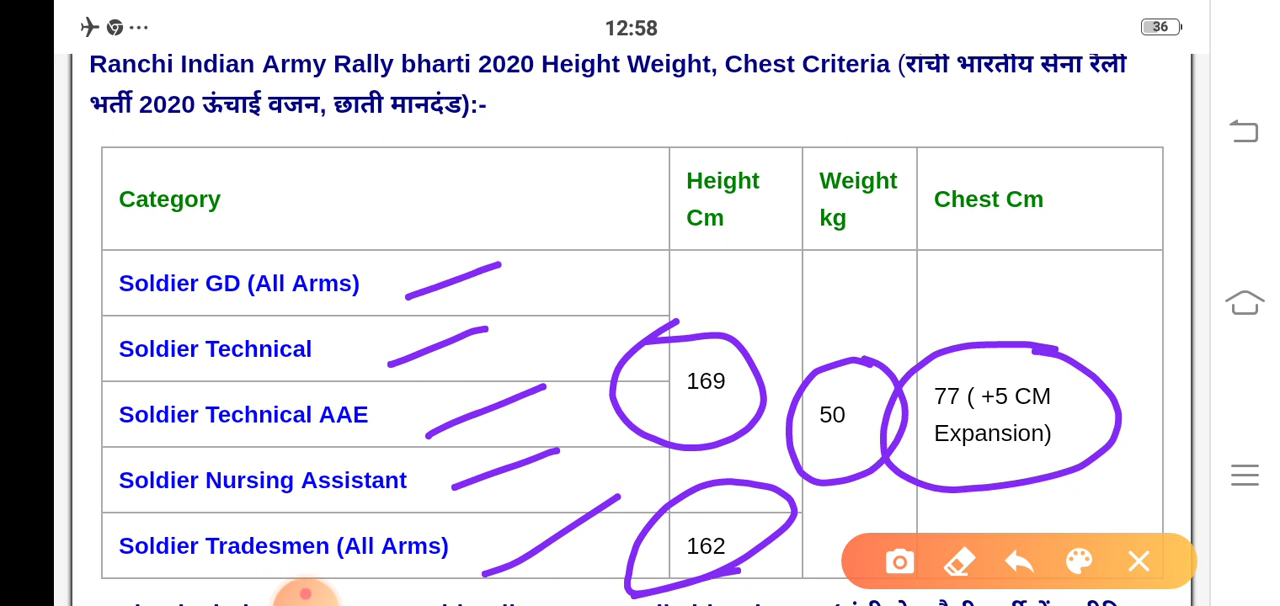 12:58
36
Ranchi Indian Army Rally bharti 2020 Height Weight, Chest Criteria (रांची भारतीय सेना रैली
भर्ती 2020 ऊंचाई वजन, छाती मानदंड):-
Category
Height
Cm
Weight
kg
Chest Cm
Soldier GD (All Arms)
Soldier Technical
Soldier Technical AAE
Soldier Nursing Assistant
Soldier Tradesmen (All Arms)
169
162
50
77 ( +5 CM
Expansion)